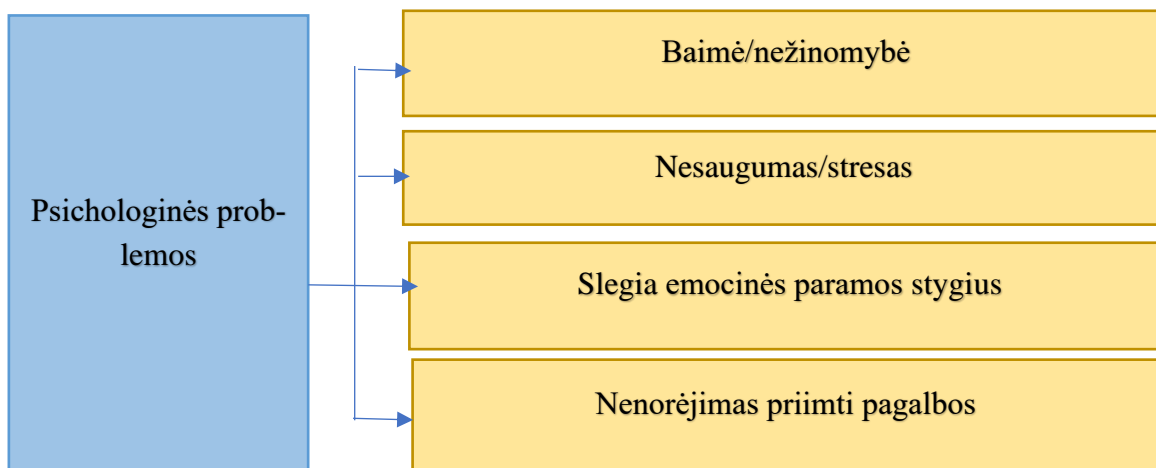 Psichologinės prob-
lemos
Baimė/nežinomybė
Nesaugumas/stresas
Slegia emocinės paramos stygius
Nenorėjimas priimti pagalbos